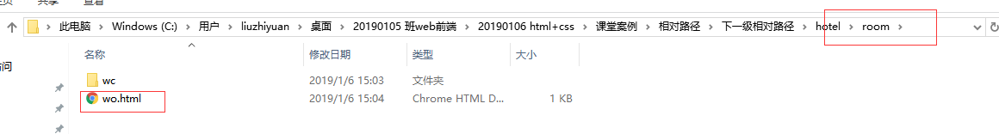 共享 查看
此电脑 > Windows (C:) > 用户 > liuzhiyuan > 桌面 > 20190105 班web前端 > 20190106 html+css > 课堂案例 > 相对路径 > 下一级相对路径 > hotel > room >
名称 修改日期 类型 大小
访问
wc 2019/1/6 15:03 文件夹
wo.html 2019/1/6 15:04 Chrome HTML D... 1 KB